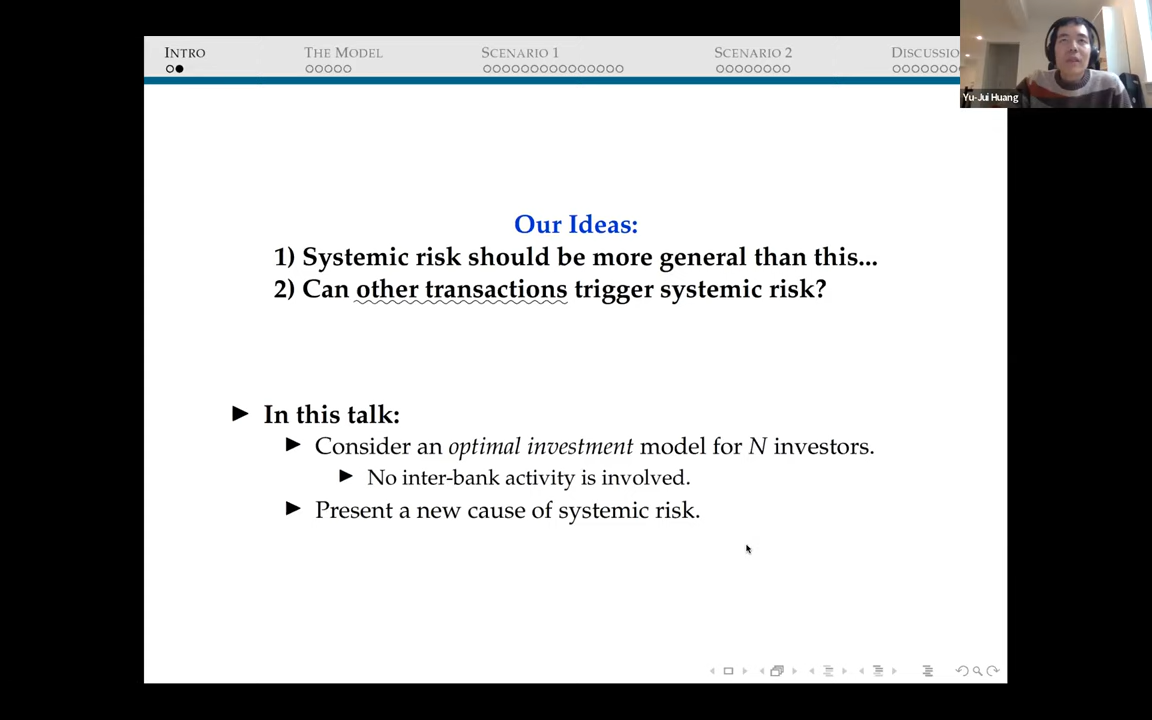 INTRO THE MODEL SCENARIO 1 SCENARIO 2 DISCUSSIO
Yu-Jui Huang
Our Ideas:
1) Systemic risk should be more general than this...
2) Can other transactions trigger systemic risk?
▶ In this talk:
▶ Consider an optimal investment model for N investors.
▶ No inter-bank activity is involved.
▶ Present a new cause of systemic risk.